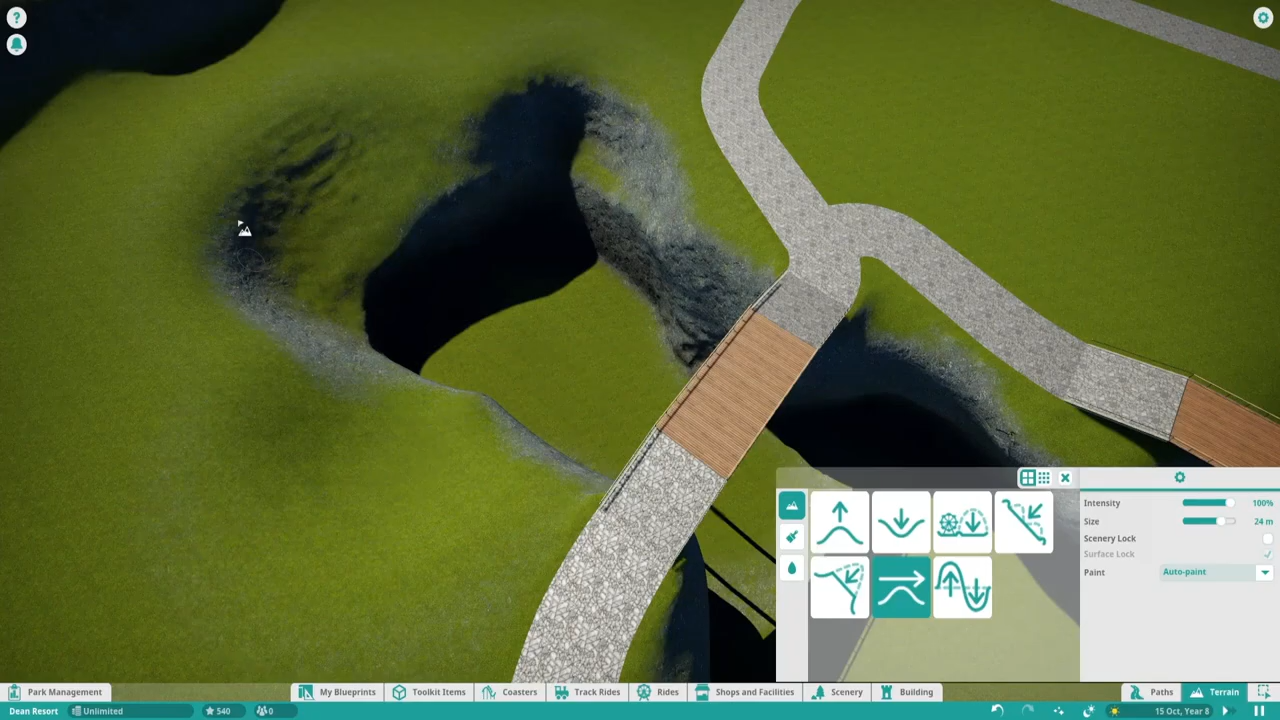 ?
Intensity 100%
Size 24 m
Scenery Lock
Surface Lock
Paint Auto-paint
Park Management My Blueprints Toolkit Items Coasters Track Rides Rides Shops and Facilities Scenery Building Paths Terrain
Dean Resort Unlimited 540 0 15 Oct, Year 8